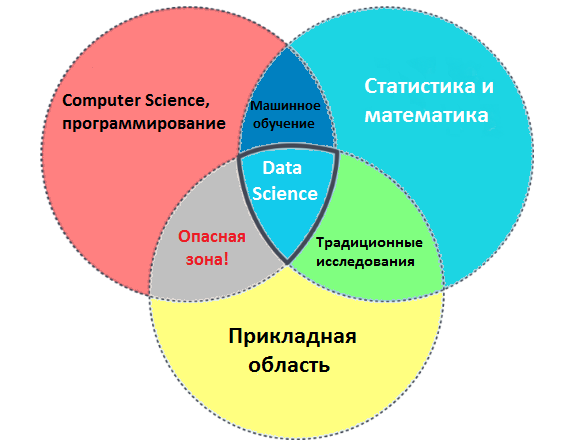 Computer Science,
программирование
Статистика и
математика
Машинное
обучение
Data
Science
Опасная
зона!
Традиционные
исследования
Прикладная
область